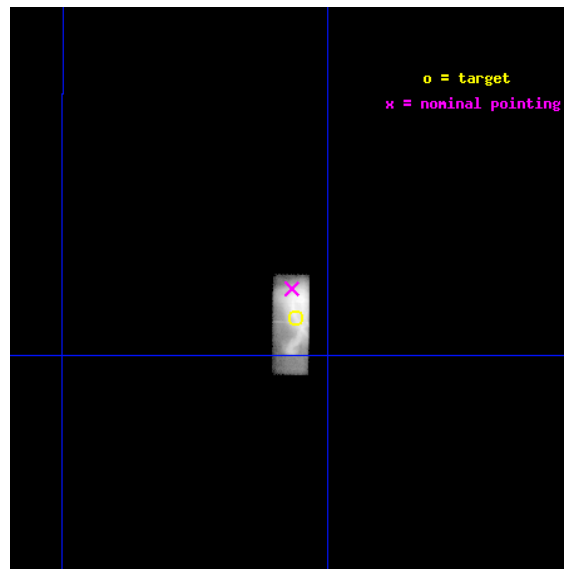 o = target
x = nominal pointing